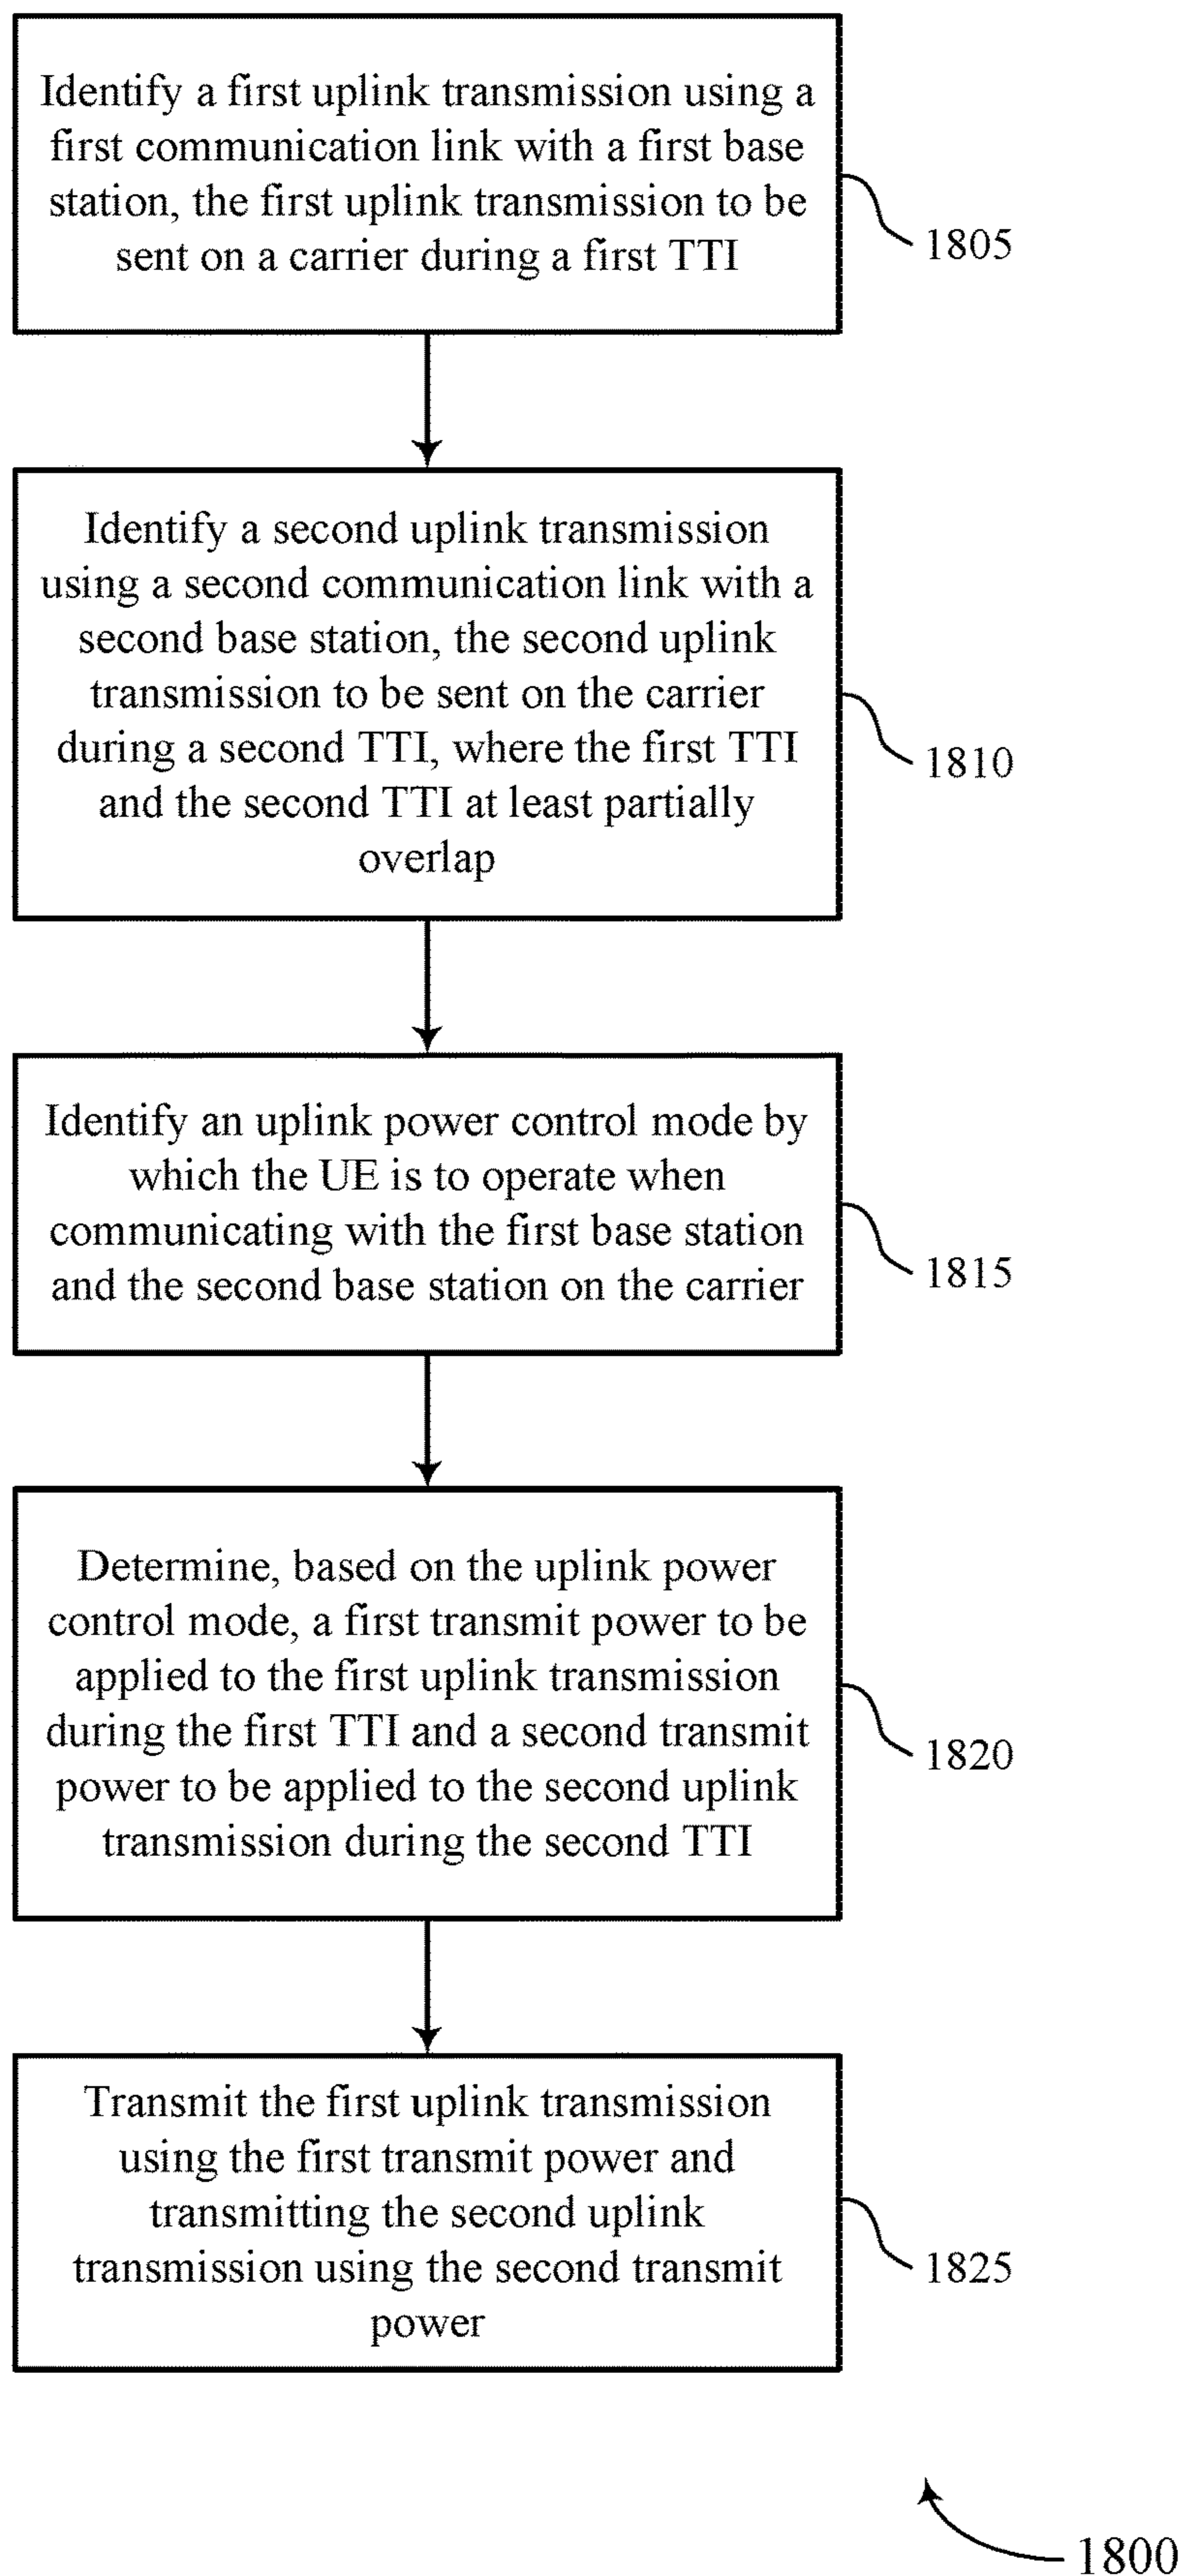 Identify a first uplink transmission using a
first communication link with a first base
station, the first uplink transmission to be
sent on a carrier during a first TTI
1805
Identify a second uplink transmission
using a second communication link with a
second base station, the second uplink
transmission to be sent on the carrier
during a second TTI, where the first TTI
and the second TTI at least partially
overlap
1810
Identify an uplink power control mode by
which the UE is to operate when
communicating with the first base station
and the second base station on the carrier
1815
Determine, based on the uplink power
control mode, a first transmit power to be
applied to the first uplink transmission
during the first TTI and a second transmit
power to be applied to the second uplink
transmission during the second TTI
1820
Transmit the first uplink transmission
using the first transmit power and
transmitting the second uplink
transmission using the second transmit
power
1825
1800